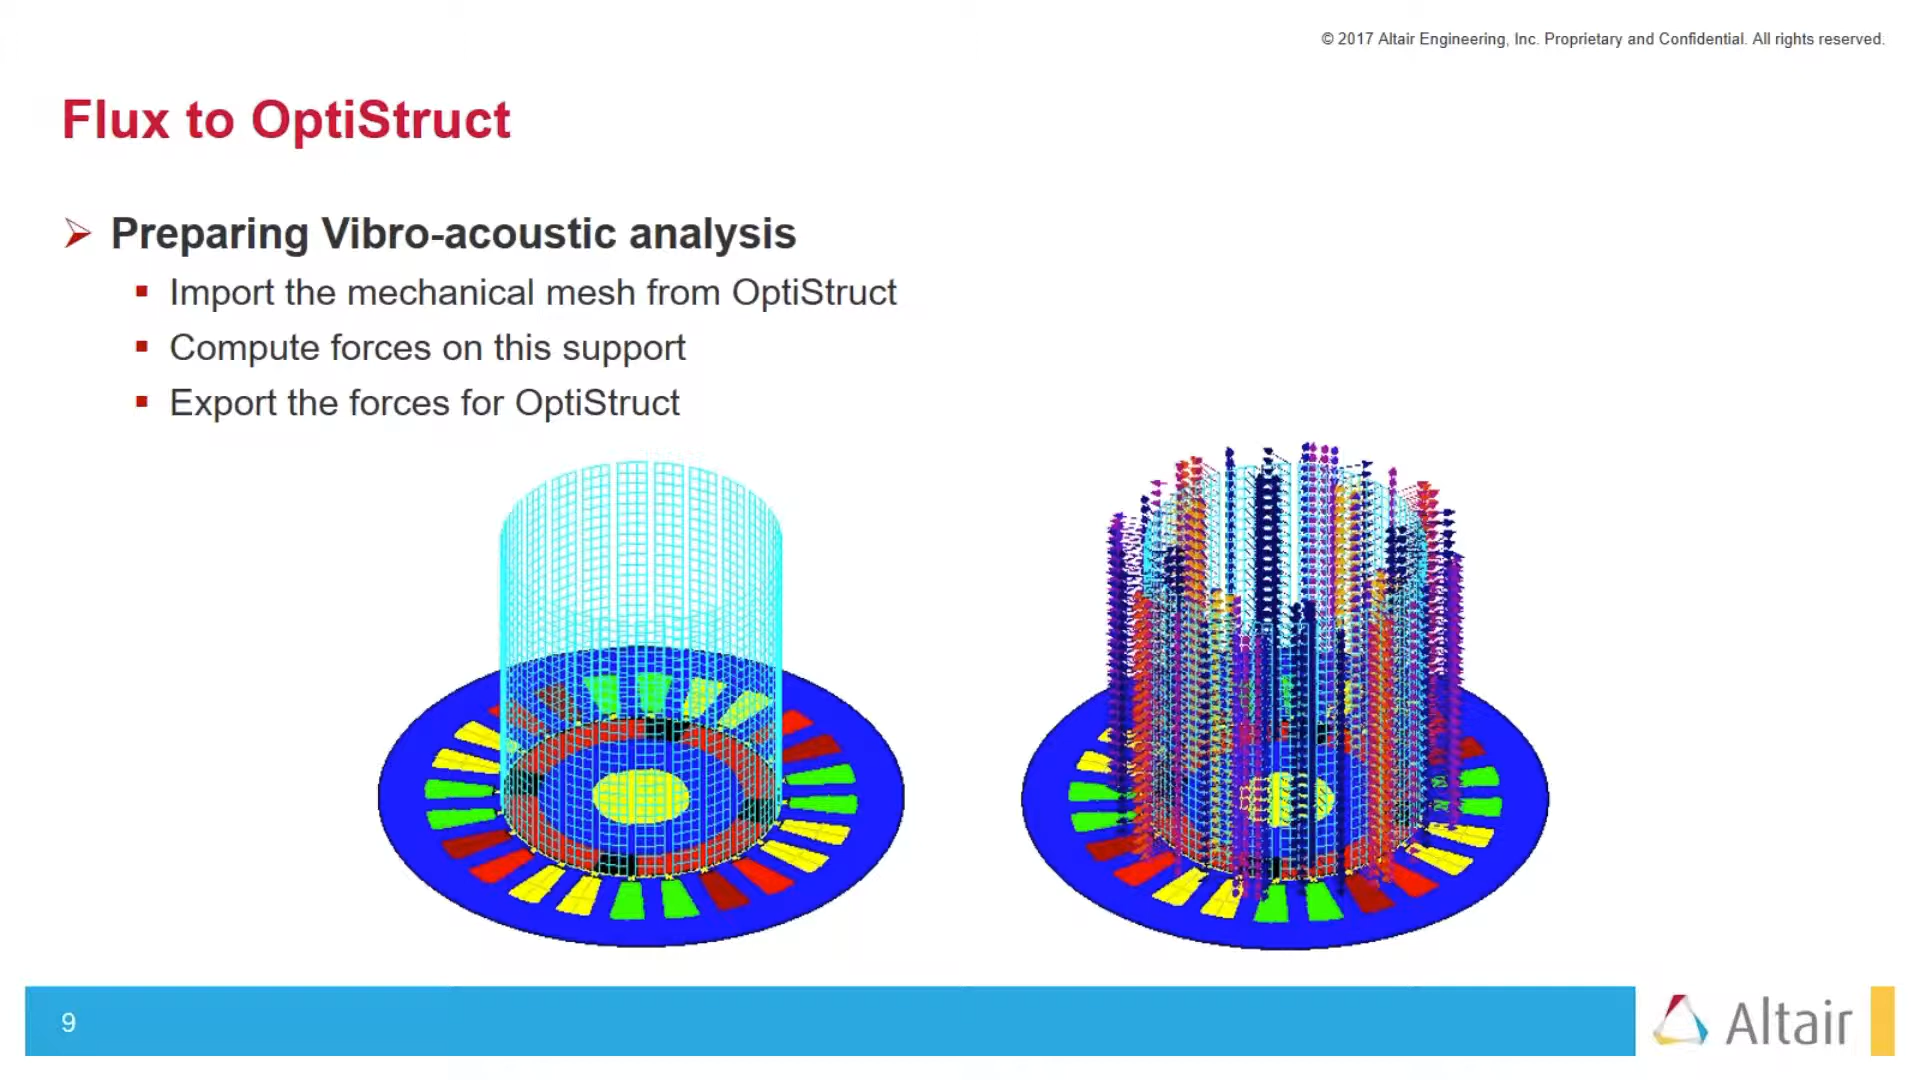 © 2017 Altair Engineering, Inc. Proprietary and Confidential. All rights reserved.
Flux to OptiStruct
Preparing Vibro-acoustic analysis
Import the mechanical mesh from OptiStruct
Compute forces on this support
Export the forces for OptiStruct
9
Altair